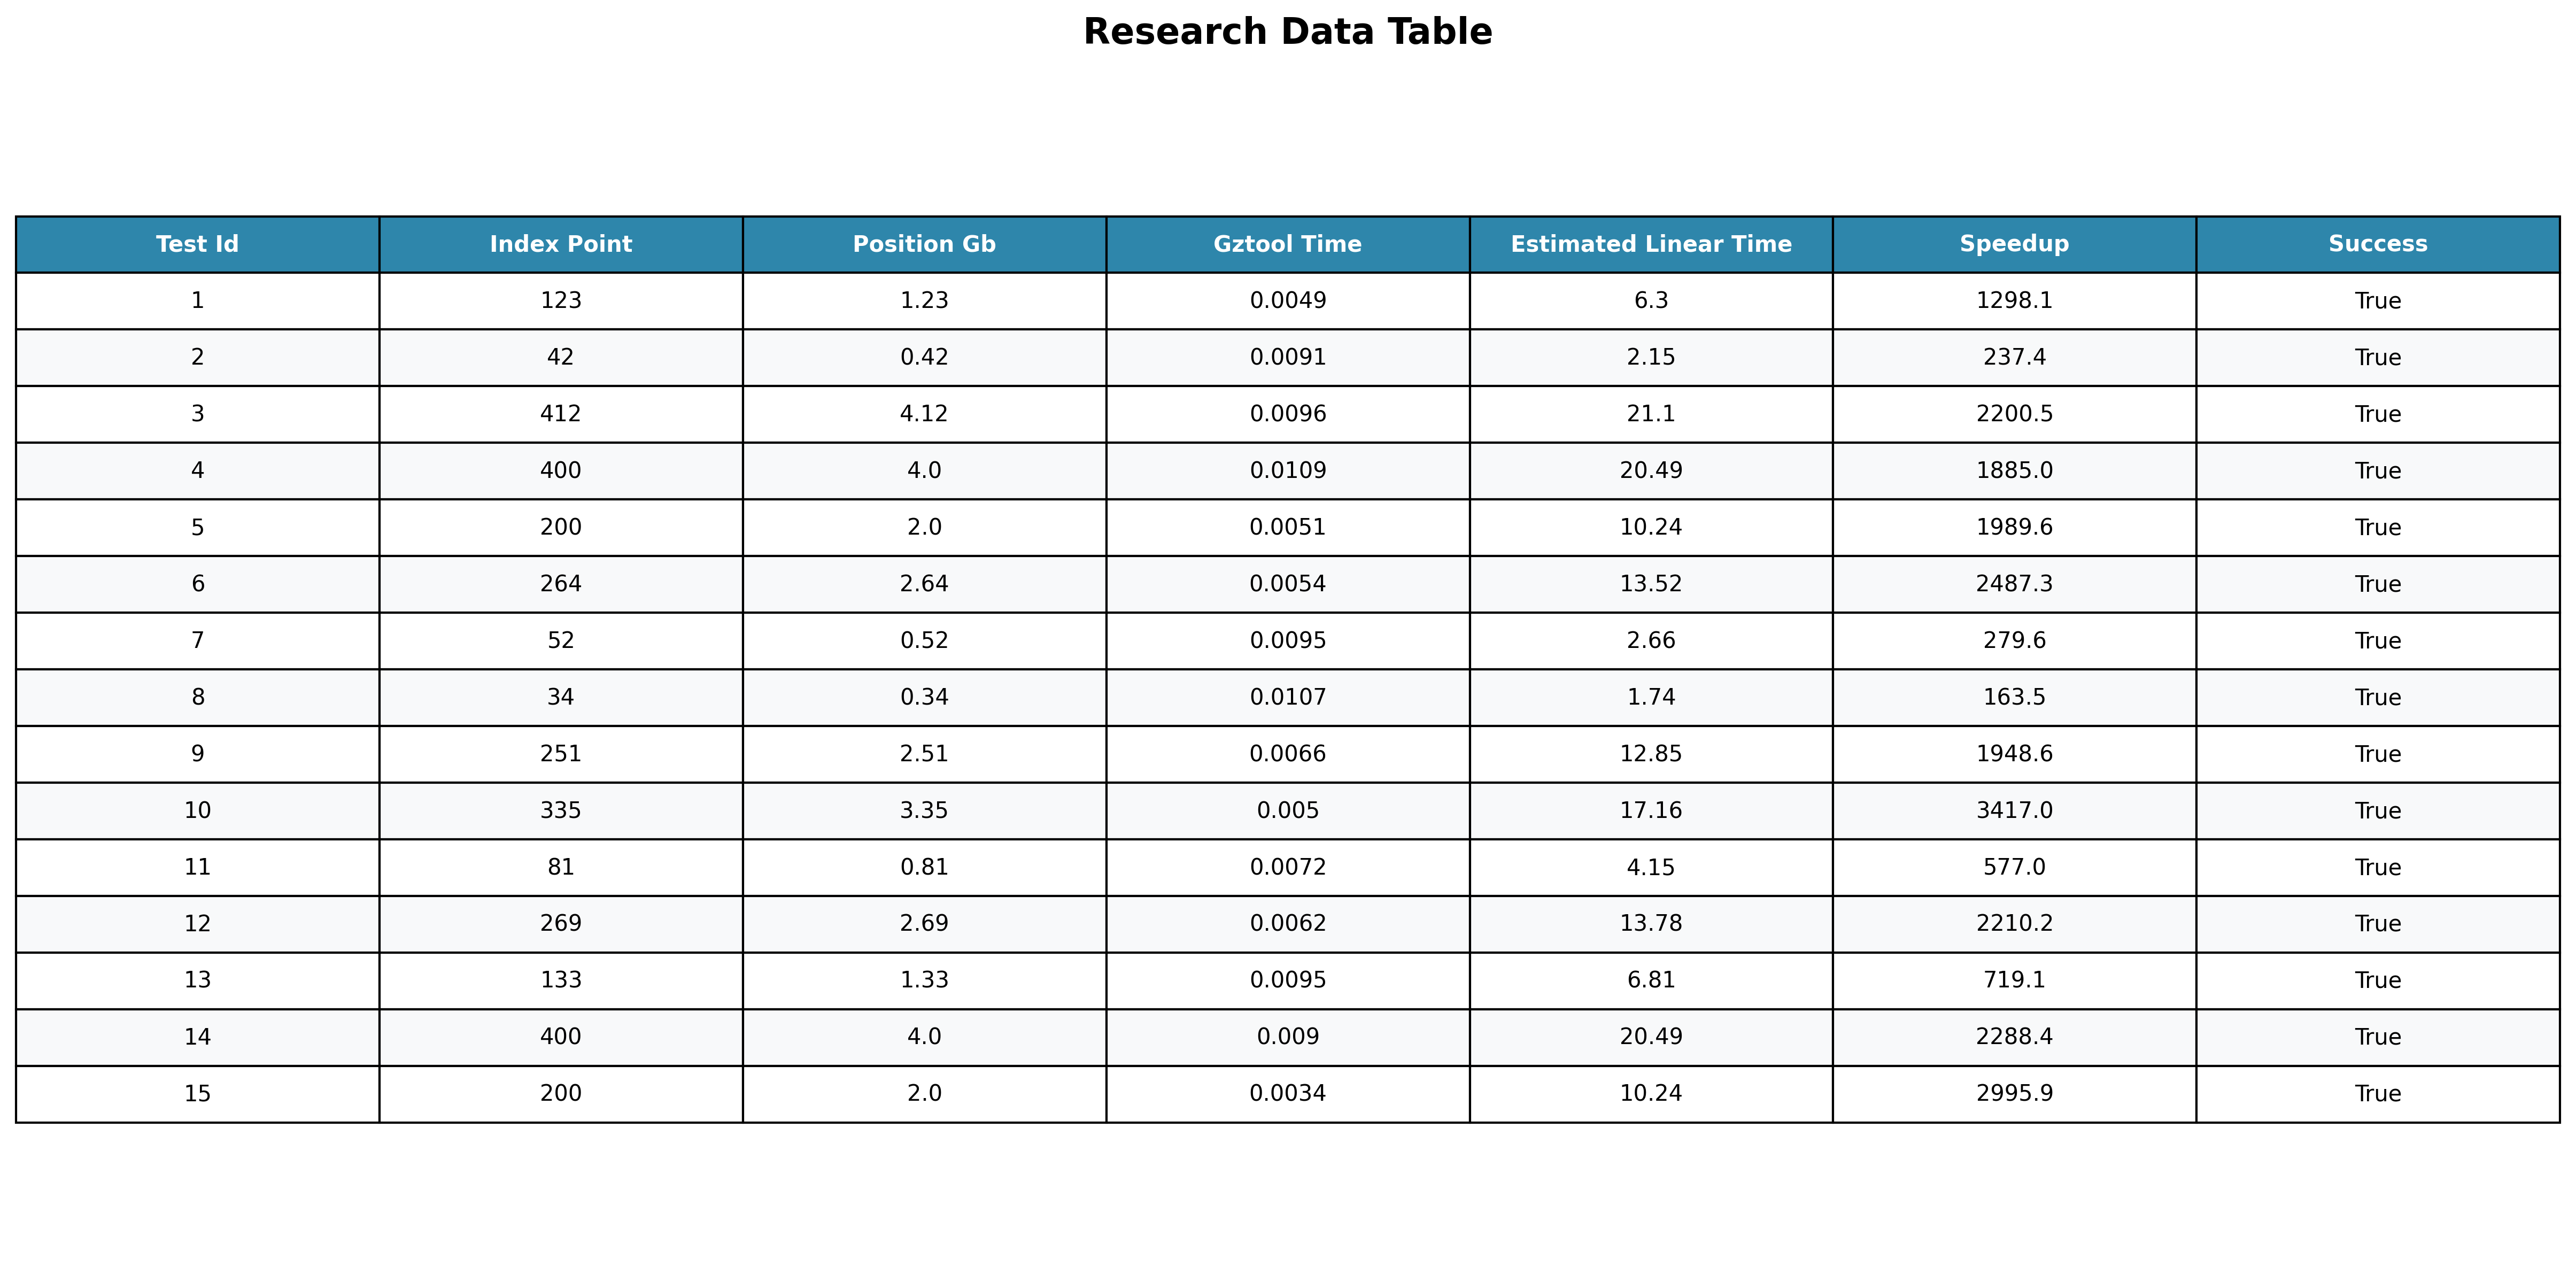 Research Data Table
Test Id Index Point Position Gb Gztool Time Estimated Linear Time Speedup Success
1 123 1.23 0.0049 6.3 1298.1 True
2 42 0.42 0.0091 2.15 237.4 True
3 412 4.12 0.0096 21.1 2200.5 True
4 400 4.0 0.0109 20.49 1885.0 True
5 200 2.0 0.0051 10.24 1989.6 True
6 264 2.64 0.0054 13.52 2487.3 True
7 52 0.52 0.0095 2.66 279.6 True
8 34 0.34 0.0107 1.74 163.5 True
9 251 2.51 0.0066 12.85 1948.6 True
10 335 3.35 0.005 17.16 3417.0 True
11 81 0.81 0.0072 4.15 577.0 True
12 269 2.69 0.0062 13.78 2210.2 True
13 133 1.33 0.0095 6.81 719.1 True
14 400 4.0 0.009 20.49 2288.4 True
15 200 2.0 0.0034 10.24 2995.9 True